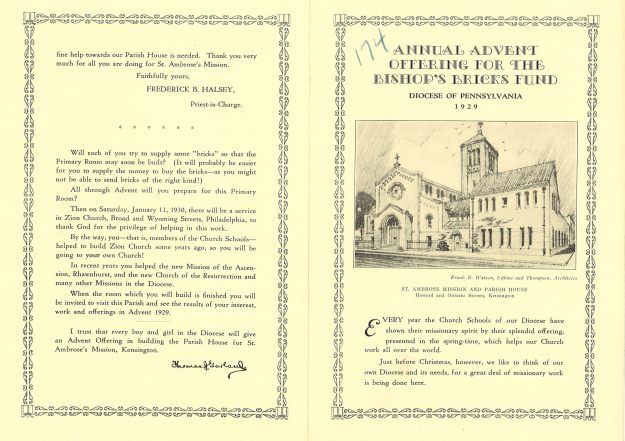 fine help towards our Parish House is needed. Thank you very
much for all you are doing for St. Ambrose's Mission.
Faithfully yours,
FREDERICK B. HALSEY,
Priest-in-Charge.
* * * * * *
Will each of you try to supply some "bricks" so that the
Primary Room may soon be built? (It will probably be easier
for you to supply the money to buy the bricks—as you might
not be able to send bricks of the right kind!)
All through Advent will you prepare for this Primary
Room?
Then on Saturday, January 11, 1930, there will be a service
in Zion Church, Broad and Wyoming Streets, Philadelphia, to
thank God for the privilege of helping in this work.
By the way, you—that is, members of the Church Schools—
helped to build Zion Church some years ago, so you will be
going to your own Church!
In recent years you helped the new Mission of the Ascen-
sion, Rhawnhurst, and the new Church of the Resurrection and
many other Missions in the Diocese.
When the room which you will build is finished you will
be invited to visit this Parish and see the results of your interest,
work and offerings in Advent 1929.
I trust that every boy and girl in the Diocese will give
an Advent Offering in building the Parish House for St.
Ambrose's Mission, Kensington.
Thomas J Garland
174
ANNUAL ADVENT
OFFERING FOR THE
BISHOP'S BRICKS FUND
DIOCESE OF PENNSYLVANIA
1929
Frank R. Watson, Edkins and Thompson, Architects
ST. AMBROSE MISSION AND PARISH HOUSE
Howard and Ontario Streets, Kensington
EVERY year the Church Schools of our Diocese have
shown their missionary spirit by their splendid offering,
presented in the spring-time, which helps our Church
work all over the world.
Just before Christmas, however, we like to think of our
own Diocese and its needs, for a great deal of missionary work
is being done here.